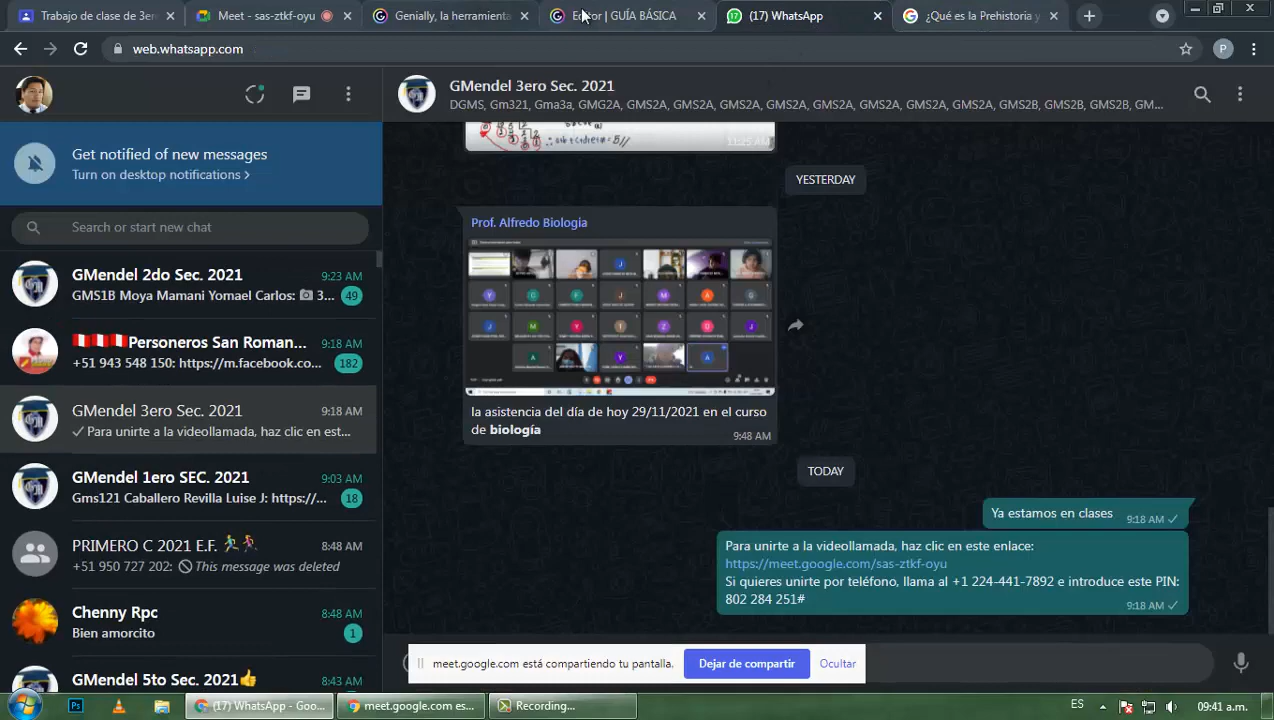 Trabajo de clase de 3er
Meet - sas-ztkf-oyu
Genially, la herramienta
Editor | GUÍA BÁSICA
(17) WhatsApp
¿Qué es la Prehistoria y
web.whatsapp.com
P
GMendel 3ero Sec. 2021
DGMS, Gm321, Gma3a, GMG2A, GMS2A, GMS2A, GMS2A, GMS2A, GMS2A, GMS2A, GMS2A, GMS2B, GMS2B, GMS2B, GM...
Get notified of new messages
Turn on desktop notifications >
Search or start new chat
GMendel 2do Sec. 2021
9:23 AM
GMS1B Moya Mamani Yomael Carlos: 3...
49
Personeros San Roman...
9:18 AM
+51 943 548 150: https://m.facebook.co...
182
GMendel 3ero Sec. 2021
9:18 AM
Para unirte a la videollamada, haz clic en est...
GMendel 1ero SEC. 2021
9:03 AM
Gms121 Caballero Revilla Luise J: https://...
18
PRIMERO C 2021 E.F.
8:48 AM
+51 950 727 202: This message was deleted
Chenny Rpc
8:48 AM
Bien amorcito
1
GMendel 5to Sec. 2021
8:43 AM
11:25 AM
YESTERDAY
Prof. Alfredo Biologia
la asistencia del día de hoy 29/11/2021 en el curso
de biología
9:48 AM
TODAY
Ya estamos en clases
9:18 AM
Para unirte a la videollamada, haz clic en este enlace:
https://meet.google.com/sas-ztkf-oyu
Si quieres unirte por teléfono, llama al +1 224-441-7892 e introduce este PIN:
802 284 251#
9:18 AM
meet.google.com está compartiendo tu pantalla.
Dejar de compartir
Ocultar
Ps
(17) WhatsApp - Goo...
meet.google.com es...
Recording...
ES
09:41 a.m.